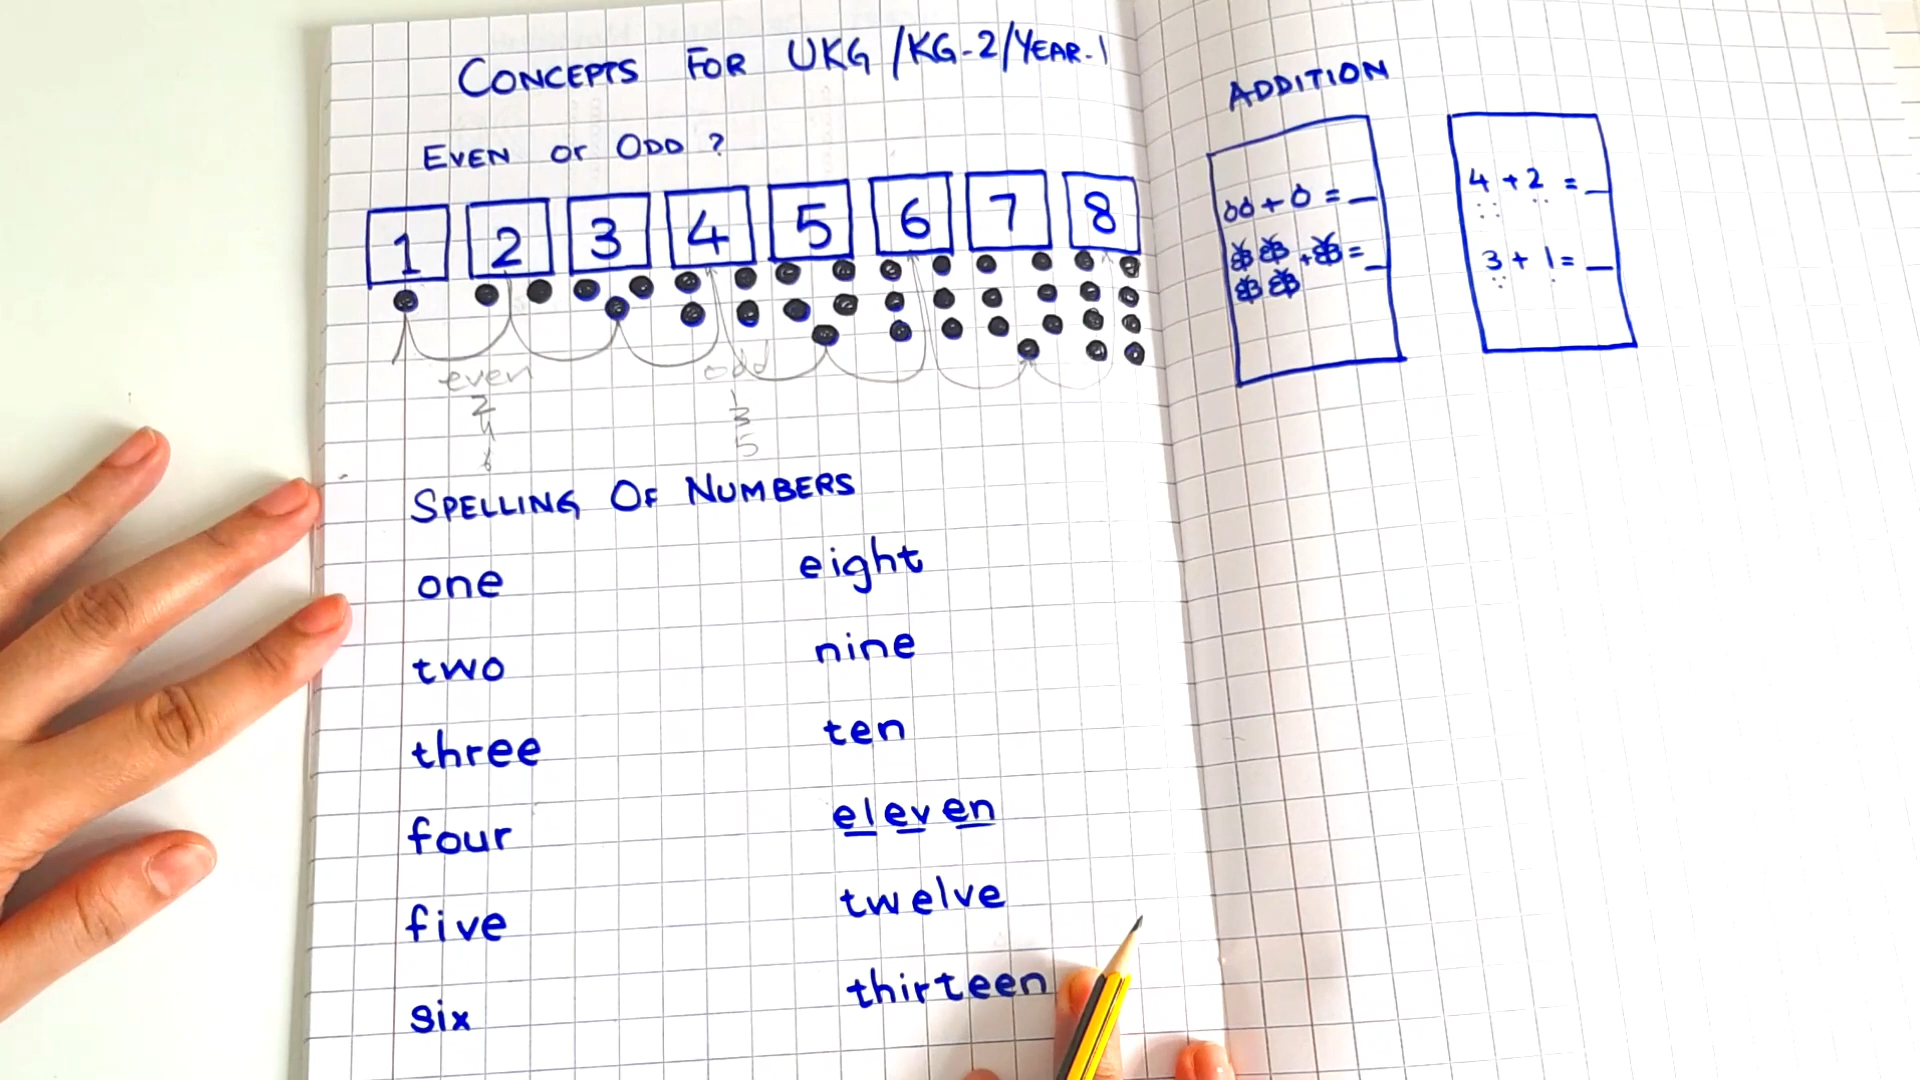 CONCEPTS FOR UKG/KG-2/YEAR-1
EVEN or ODD?
1 2 3 4 5 6 7 8
even
2
4
6
odd
1
3
5
SPELLING OF NUMBERS
one
two
three
four
five
six
eight
nine
ten
eleven
twelve
thirteen
ADDITION
+ = _
+ = _
4 + 2 = _
3 + 1 = _